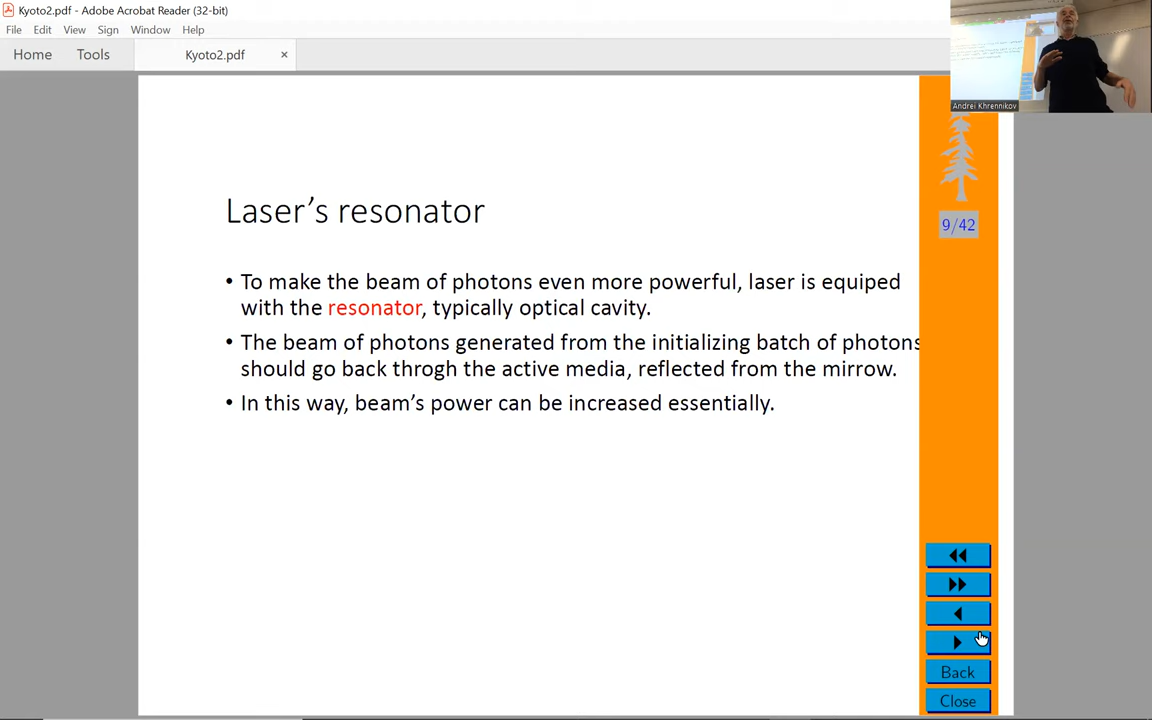 Kyoto2.pdf - Adobe Acrobat Reader (32-bit)
File Edit View Sign Window Help
Home Tools Kyoto2.pdf ×
Andrei Khrennikov
9/42
Laser’s resonator
• To make the beam of photons even more powerful, laser is equiped
with the resonator, typically optical cavity.
• The beam of photons generated from the initializing batch of photons
should go back throgh the active media, reflected from the mirrow.
• In this way, beam’s power can be increased essentially.
Back
Close